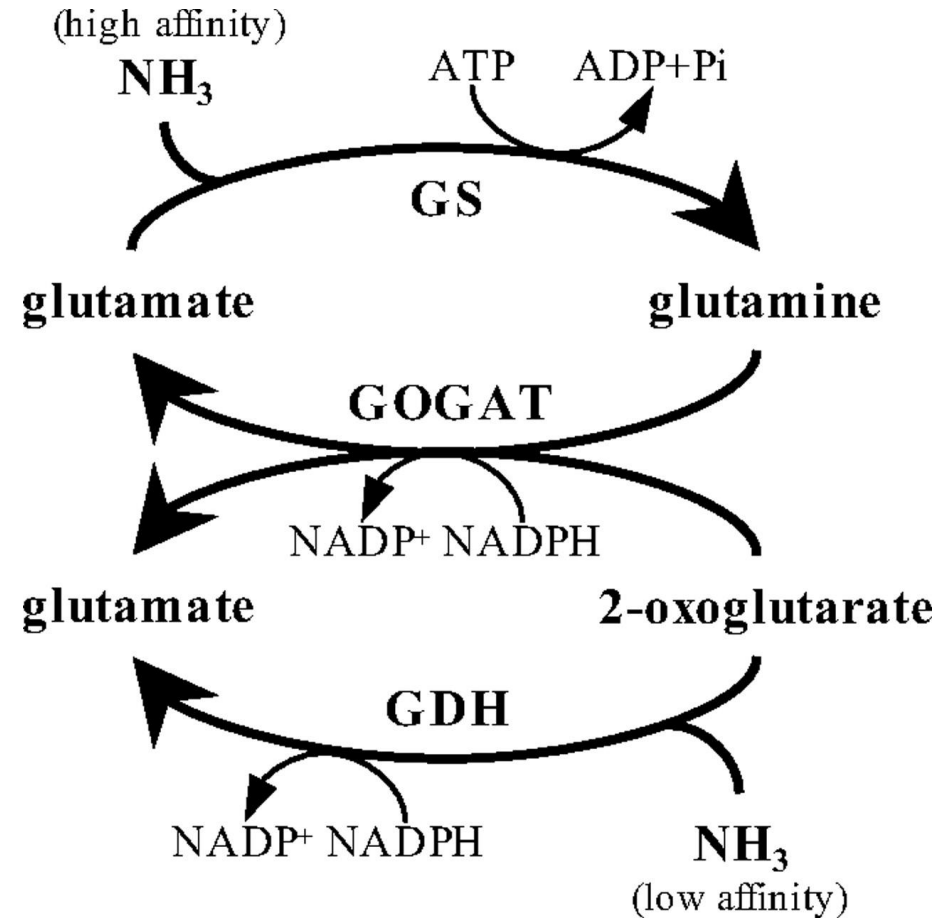 (high affinity)
NH₃
ATP ADP+Pi
GS
glutamate glutamine
GOGAT
NADP⁺ NADPH
glutamate 2-oxoglutarate
GDH
NADP⁺ NADPH
NH₃
(low affinity)